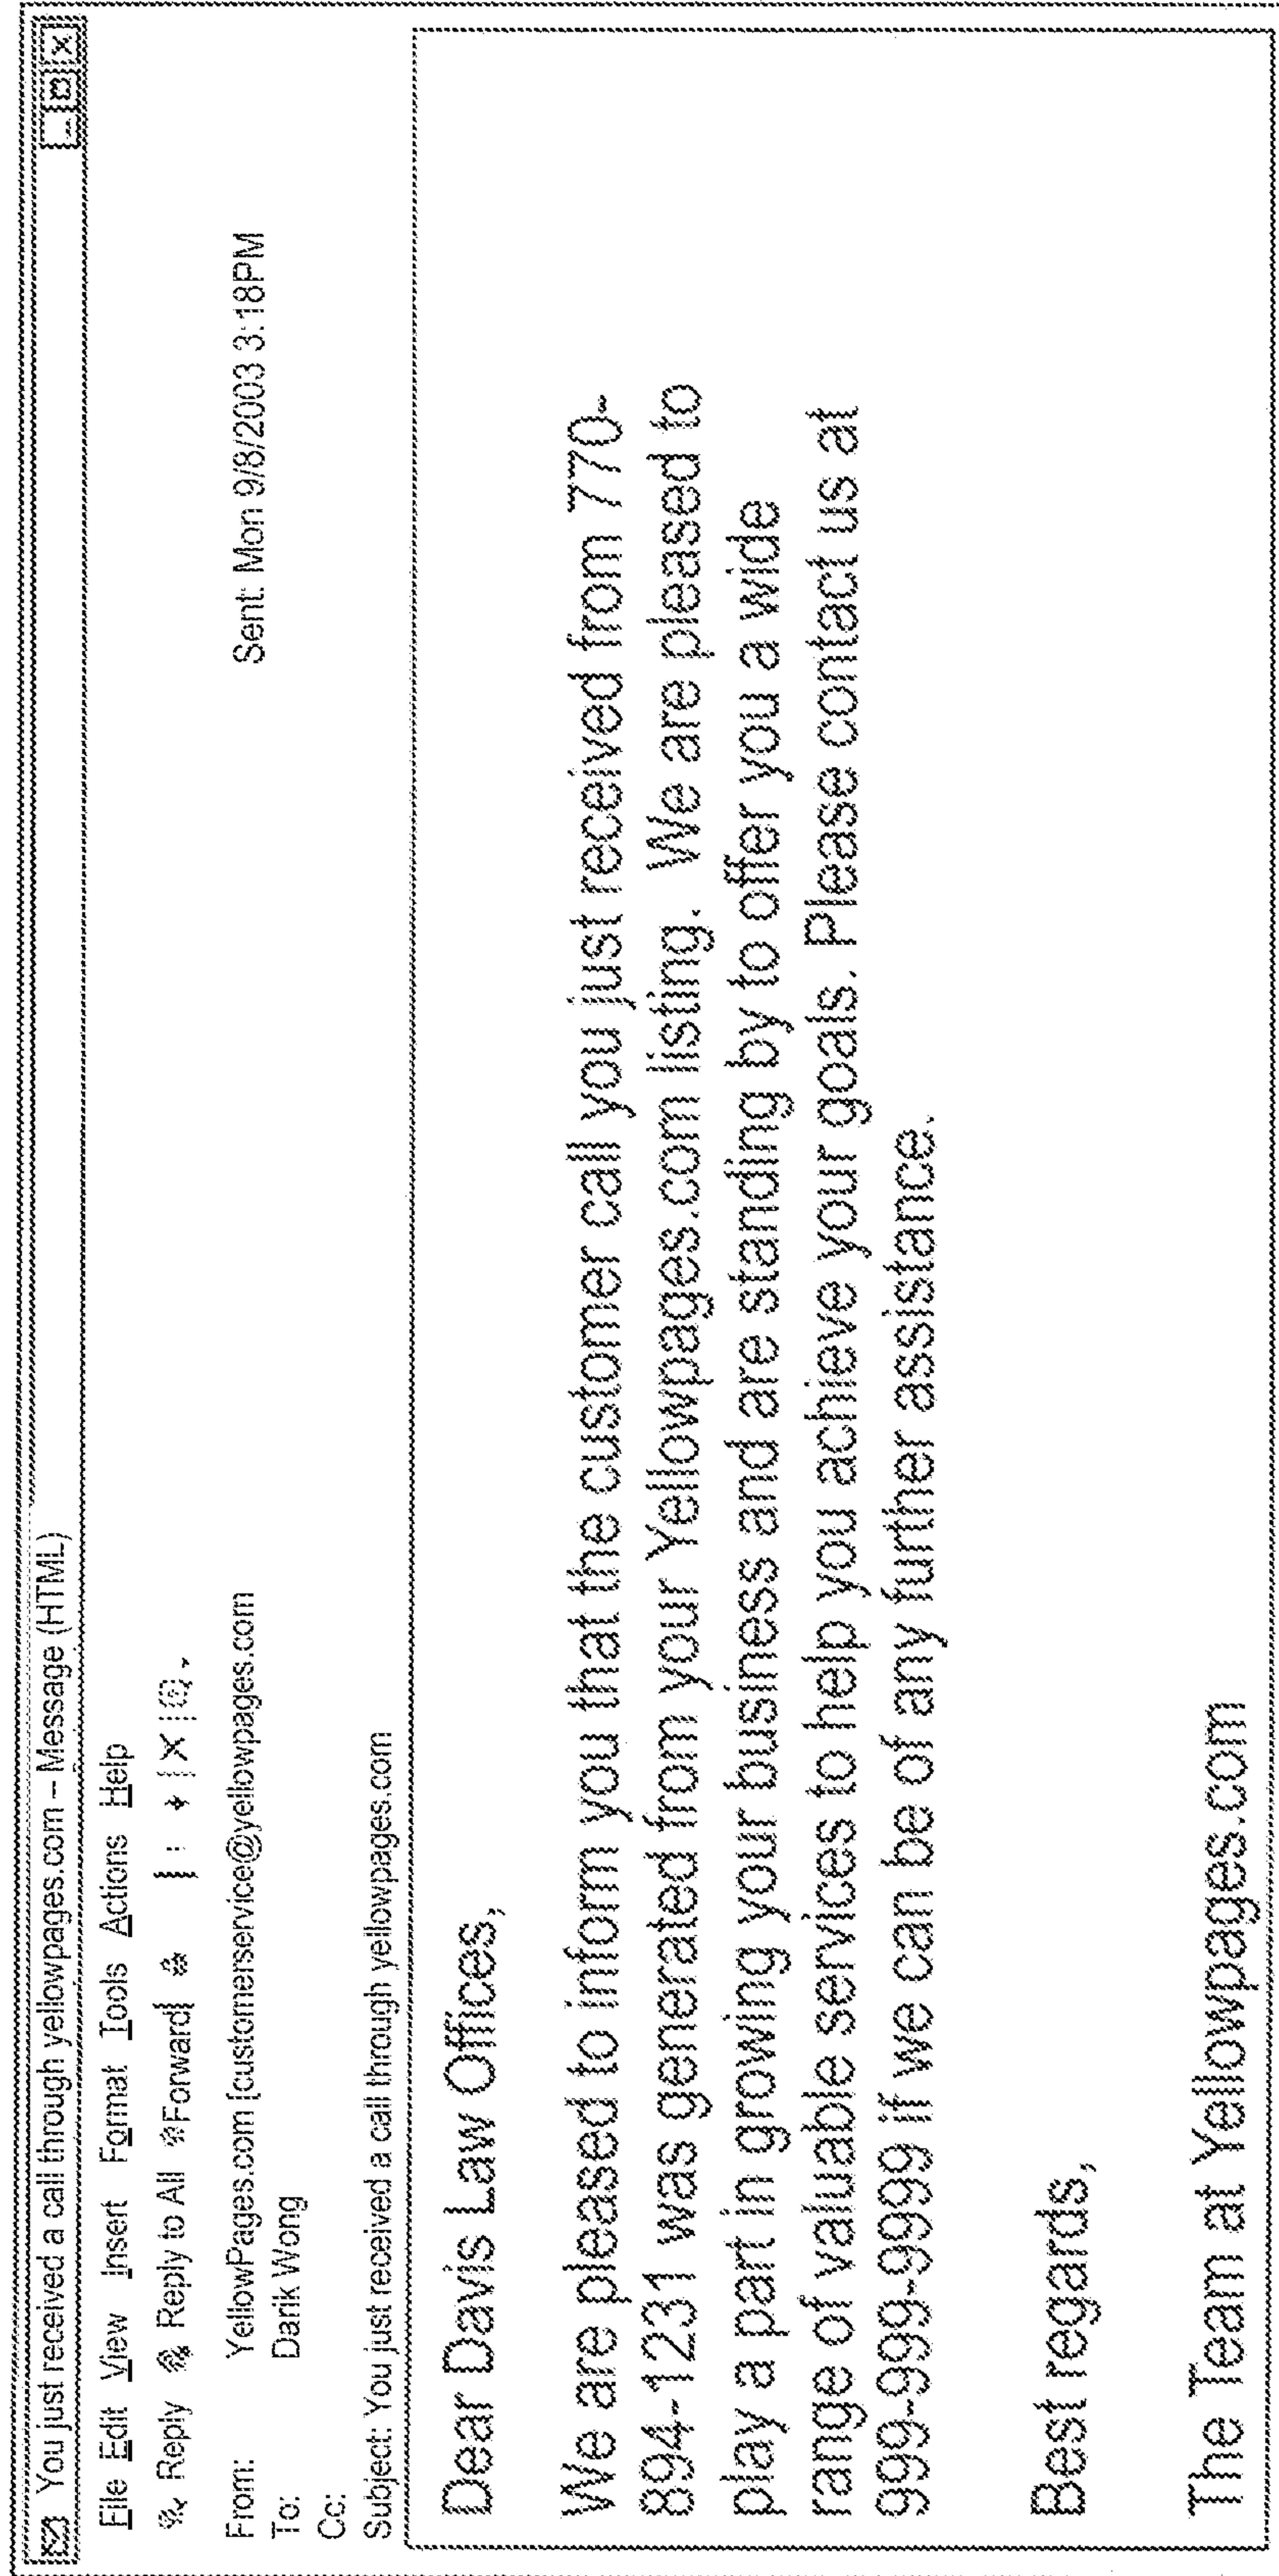 You just received a call through yellowpages.com – Message (HTML)
File Edit View Insert Format Tools Actions Help
Reply Reply to All Forward
From: YellowPages.com [customerservice@yellowpages.com
Sent: Mon 9/8/2003 3:18PM
To: Darik Wong
Cc:
Subject: You just received a call through yellowpages.com
Dear Davis Law Offices,
We are pleased to inform you that the customer call you just received from 770-
894-1231 was generated from your Yellowpages.com listing. We are pleased to
play a part in growing your business and are standing by to offer you a wide
range of valuable services to help you achieve your goals. Please contact us at
999-999-9999 if we can be of any further assistance.
Best regards,
The Team at Yellowpages.com